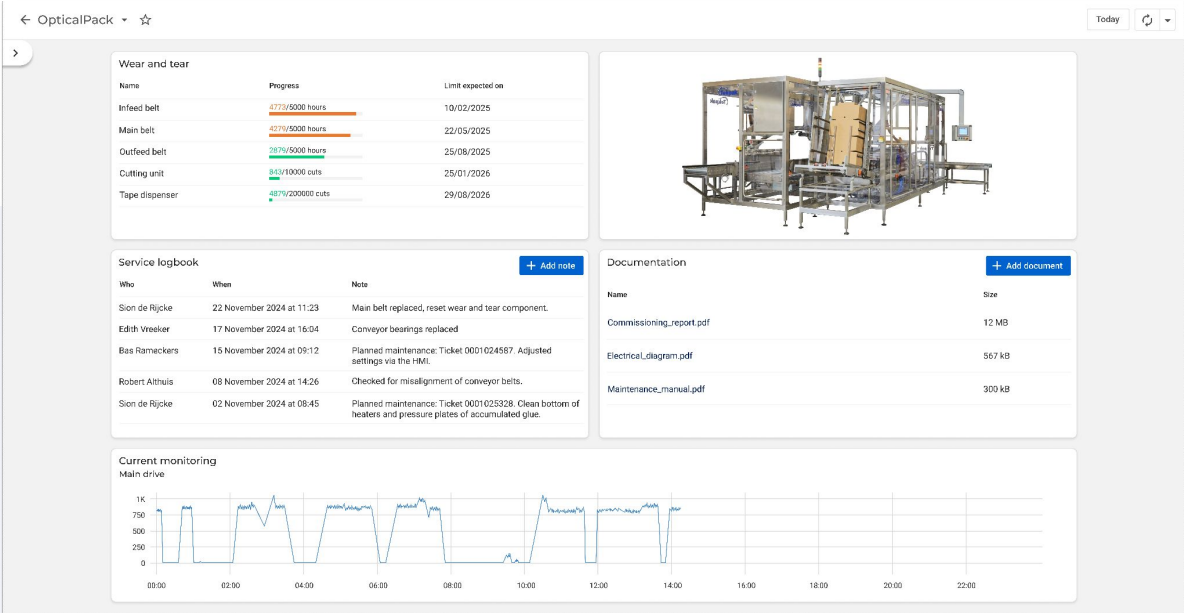 OpticalPack
Today
Wear and tear
Name Progress Limit expected on
Infeed belt 4773/5000 hours 10/02/2025
Main belt 4279/5000 hours 22/05/2025
Outfeed belt 2879/5000 hours 25/08/2025
Cutting unit 843/10000 cuts 25/01/2026
Tape dispenser 4879/200000 cuts 29/08/2026
Service logbook
+ Add note
Who When Note
Sion de Rijcke 22 November 2024 at 11:23 Main belt replaced, reset wear and tear component.
Edith Vreeker 17 November 2024 at 16:04 Conveyor bearings replaced
Bas Rameckers 15 November 2024 at 09:12 Planned maintenance: Ticket 0001024587. Adjusted
settings via the HMI.
Robert Althuis 08 November 2024 at 14:26 Checked for misalignment of conveyor belts.
Sion de Rijcke 02 November 2024 at 08:45 Planned maintenance: Ticket 0001025328. Clean bottom of
heaters and pressure plates of accumulated glue.
Documentation
+ Add document
Name Size
Commissioning_report.pdf 12 MB
Electrical_diagram.pdf 567 kB
Maintenance_manual.pdf 300 kB
Current monitoring
Main drive
1K
750
500
250
0
00:00 02:00 04:00 06:00 08:00 10:00 12:00 14:00 16:00 18:00 20:00 22:00